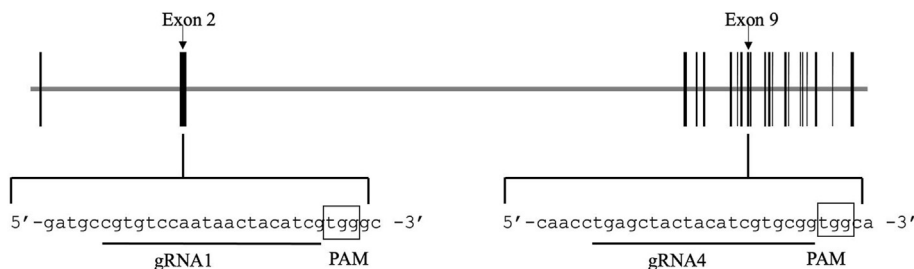 Exon 2 Exon 9
5′-gatgccgtgtccaataactacatcgtgggc -3′ 5′-caacctgagctactacatcgtgcggtggca -3′
gRNA1 PAM gRNA4 PAM